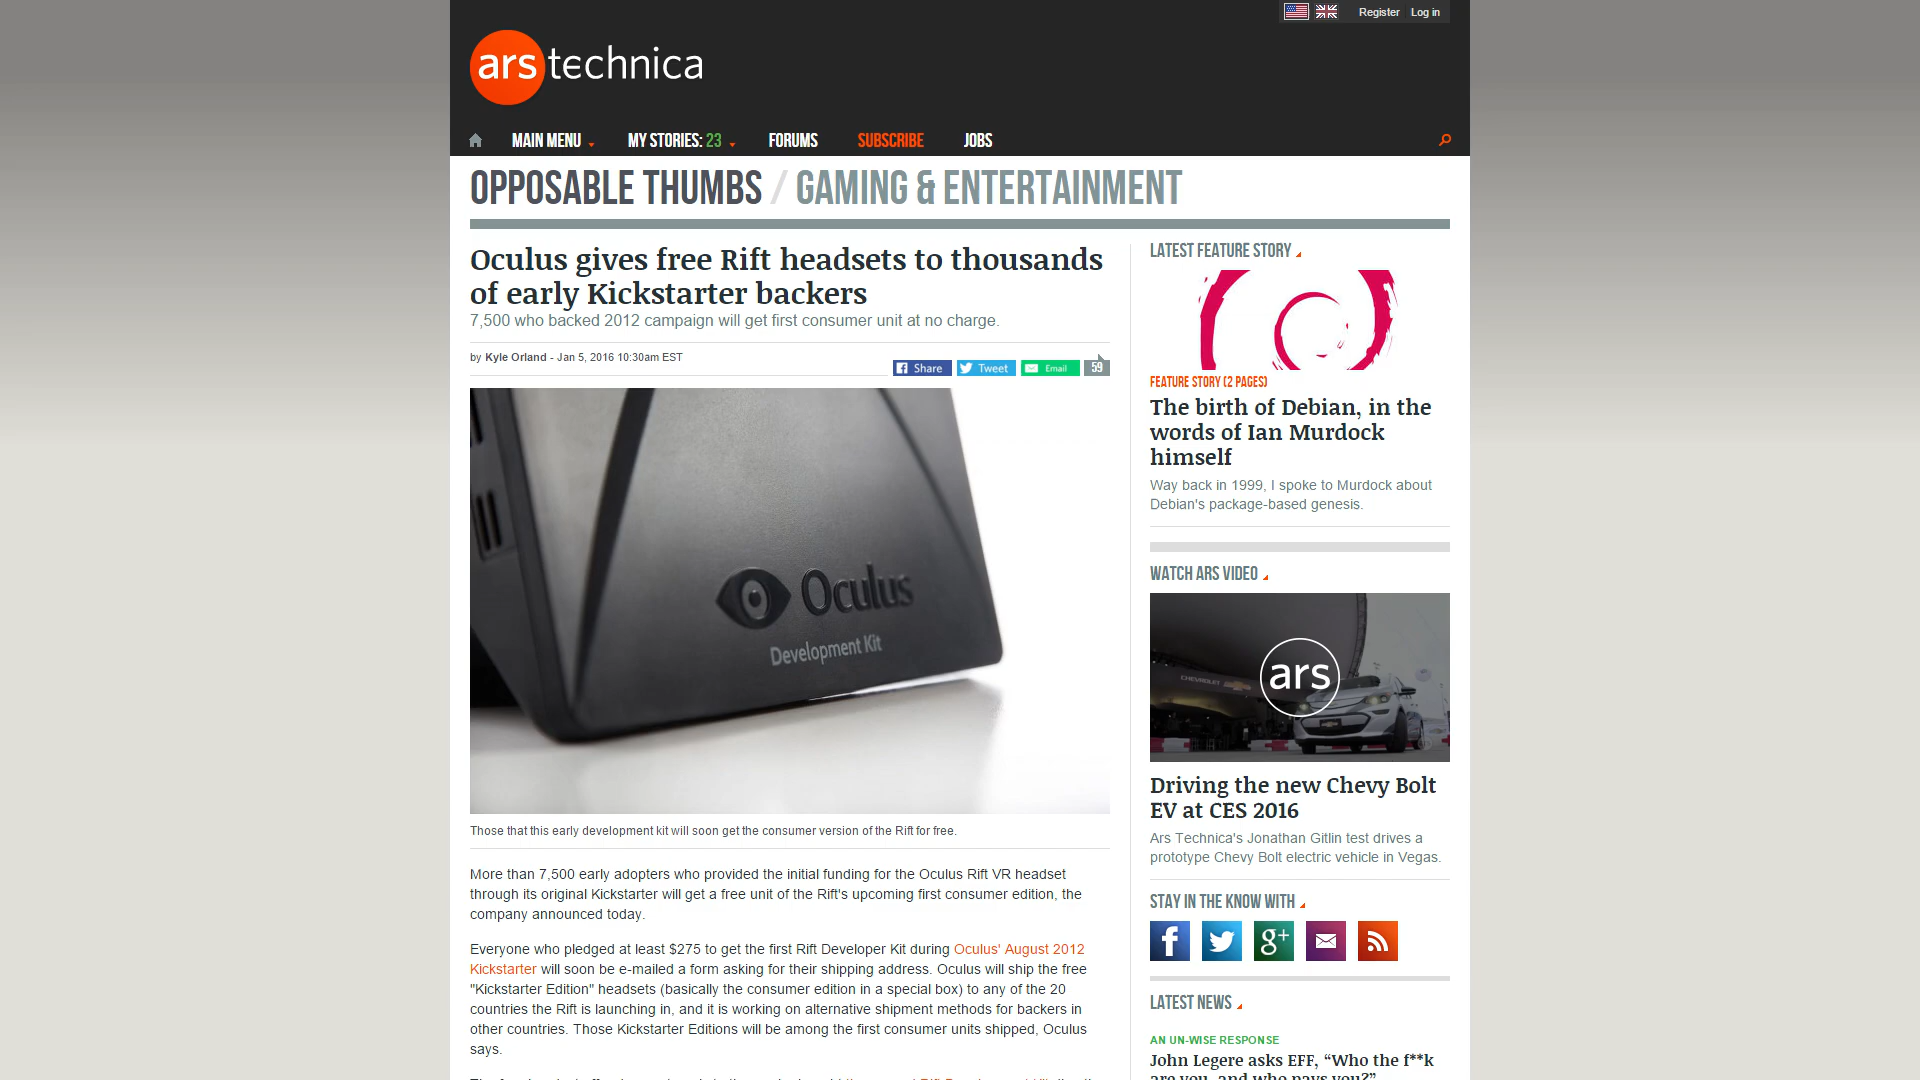 Register Log in
ars technica
MAIN MENU MY STORIES: 23 FORUMS SUBSCRIBE JOBS
OPPOSABLE THUMBS / GAMING & ENTERTAINMENT
Oculus gives free Rift headsets to thousands
of early Kickstarter backers
7,500 who backed 2012 campaign will get first consumer unit at no charge.
by Kyle Orland - Jan 5, 2016 10:30am EST
Share Tweet Email 59
Oculus
Development Kit
Those that this early development kit will soon get the consumer version of the Rift for free.
More than 7,500 early adopters who provided the initial funding for the Oculus Rift VR headset
through its original Kickstarter will get a free unit of the Rift's upcoming first consumer edition, the
company announced today.
Everyone who pledged at least $275 to get the first Rift Developer Kit during Oculus' August 2012
Kickstarter will soon be e-mailed a form asking for their shipping address. Oculus will ship the free
"Kickstarter Edition" headsets (basically the consumer edition in a special box) to any of the 20
countries the Rift is launching in, and it is working on alternative shipment methods for backers in
other countries. Those Kickstarter Editions will be among the first consumer units shipped, Oculus
says.
LATEST FEATURE STORY
FEATURE STORY (2 PAGES)
The birth of Debian, in the
words of Ian Murdock
himself
Way back in 1999, I spoke to Murdock about
Debian's package-based genesis.
WATCH ARS VIDEO
CHEVROLET
ars
Driving the new Chevy Bolt
EV at CES 2016
Ars Technica's Jonathan Gitlin test drives a
prototype Chevy Bolt electric vehicle in Vegas.
STAY IN THE KNOW WITH
f g+
LATEST NEWS
AN UN-WISE RESPONSE
John Legere asks EFF, “Who the f**k
are you, and who pays you?”